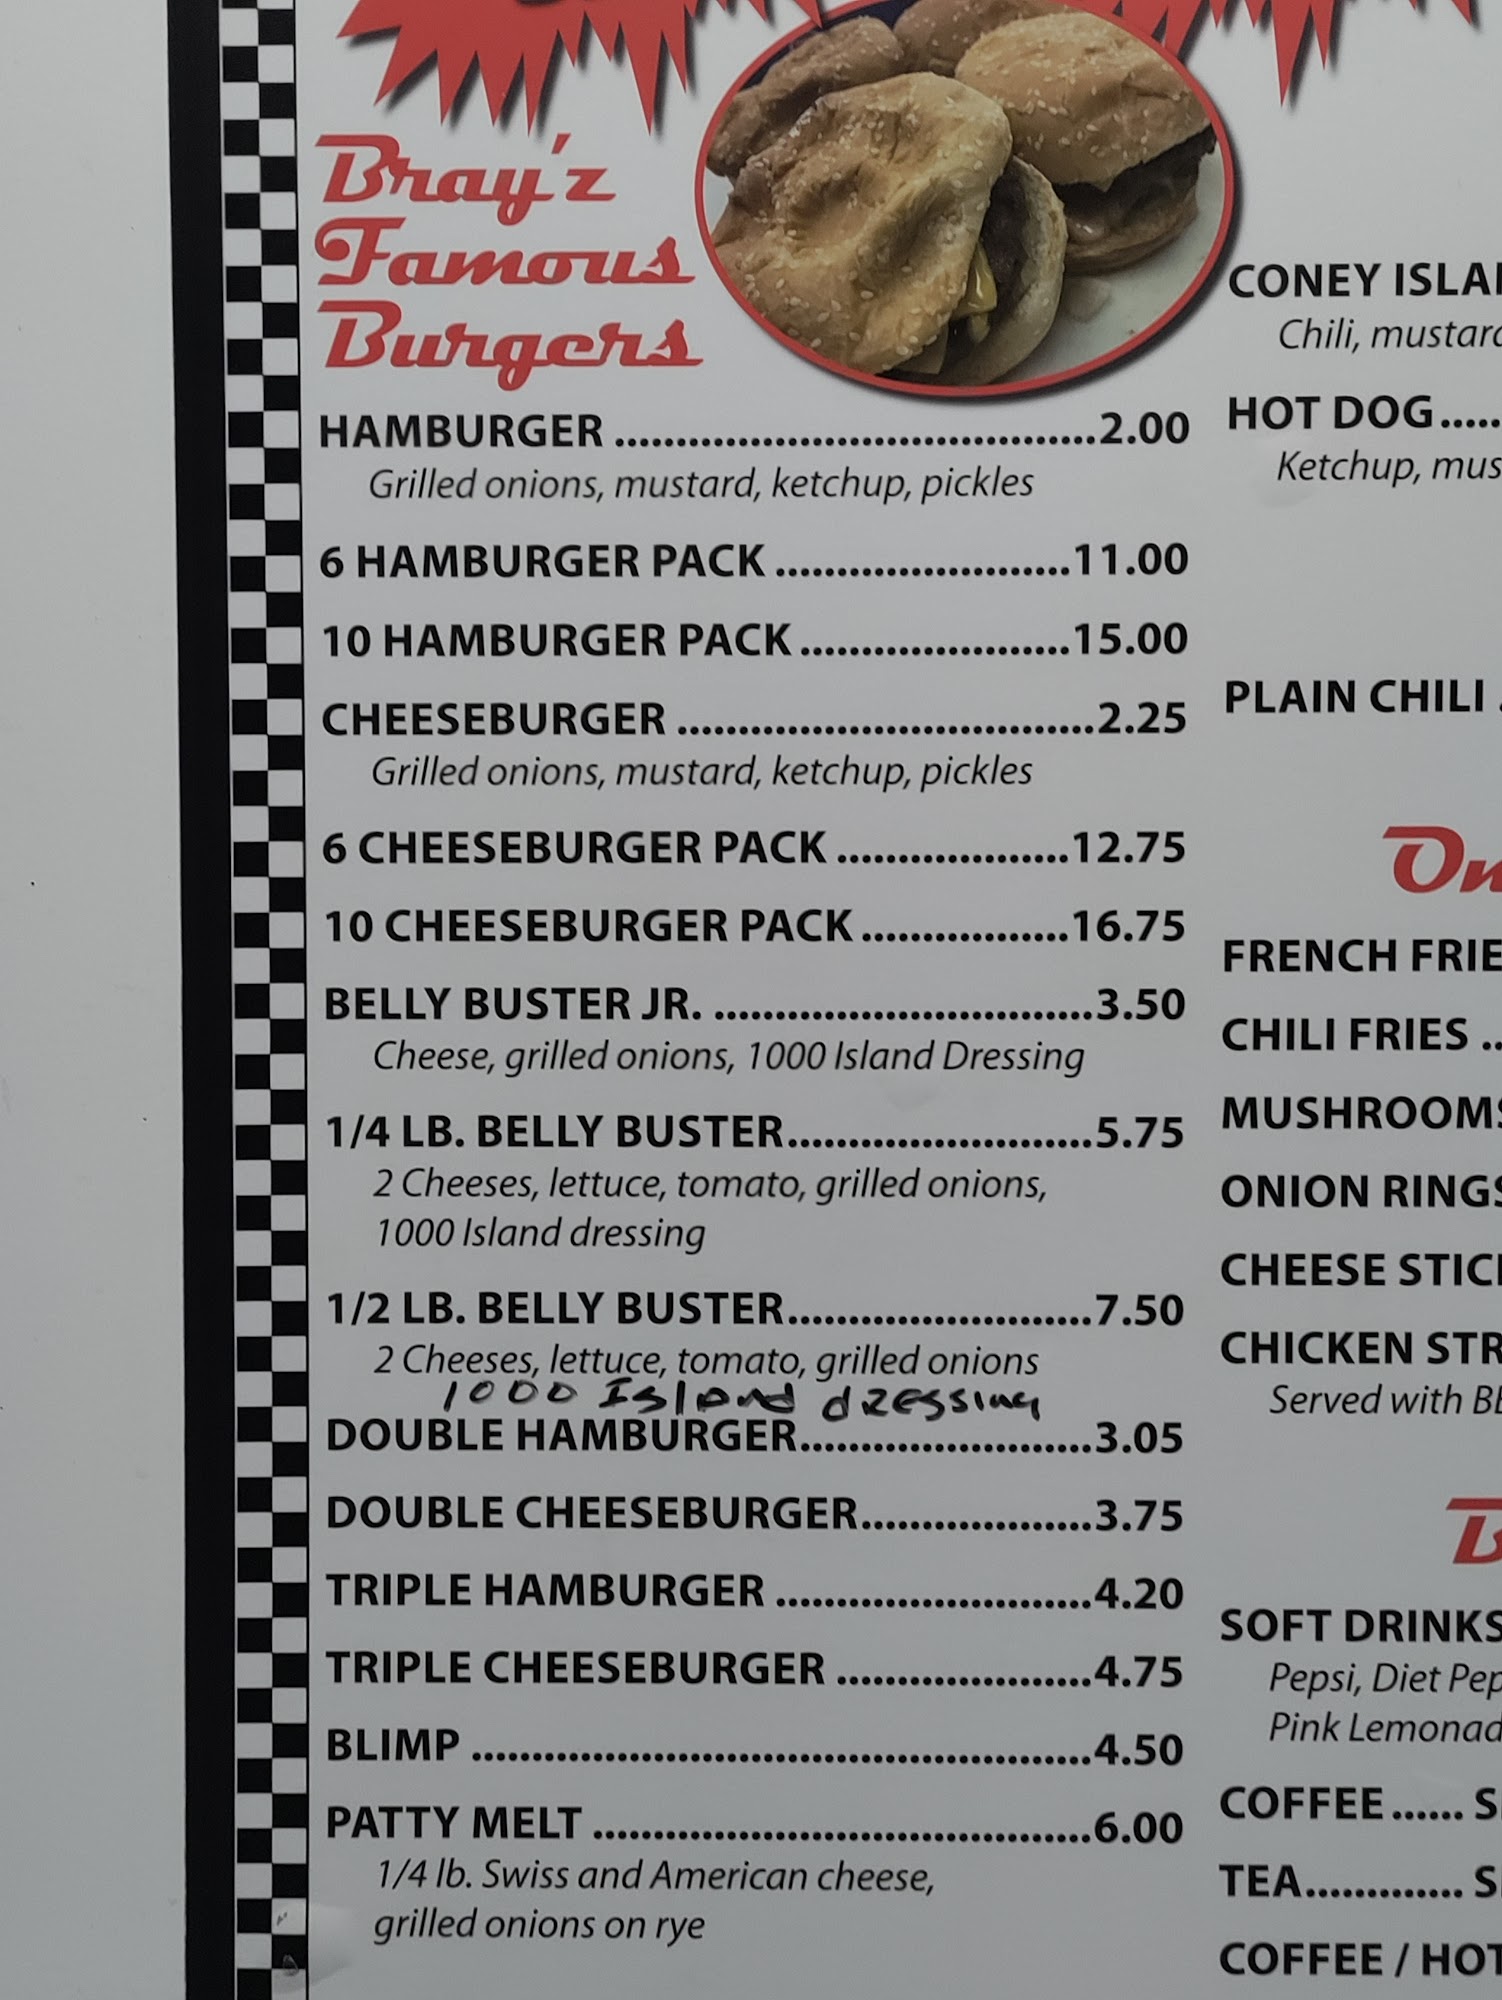 Bray'z
Famous
Burgers
HAMBURGER ........................................2.00
Grilled onions, mustard, ketchup, pickles
6 HAMBURGER PACK ........................11.00
10 HAMBURGER PACK ......................15.00
CHEESEBURGER ..................................2.25
Grilled onions, mustard, ketchup, pickles
6 CHEESEBURGER PACK ...................12.75
10 CHEESEBURGER PACK .................16.75
BELLY BUSTER JR. ...............................3.50
Cheese, grilled onions, 1000 Island Dressing
1/4 LB. BELLY BUSTER.........................5.75
2 Cheeses, lettuce, tomato, grilled onions,
1000 Island dressing
1/2 LB. BELLY BUSTER.........................7.50
2 Cheeses, lettuce, tomato, grilled onions
1000 Island dressing
DOUBLE HAMBURGER........................3.05
DOUBLE CHEESEBURGER...................3.75
TRIPLE HAMBURGER ..........................4.20
TRIPLE CHEESEBURGER .....................4.75
BLIMP ...................................................4.50
PATTY MELT .........................................6.00
1/4 lb. Swiss and American cheese,
grilled onions on rye
CONEY ISLA
Chili, mustard
HOT DOG.....
Ketchup, mus
PLAIN CHILI .
On
FRENCH FRIE
CHILI FRIES ..
MUSHROOMS
ONION RINGS
CHEESE STIC
CHICKEN STR
Served with B
B
SOFT DRINKS
Pepsi, Diet Pep
Pink Lemonad
COFFEE...... S
TEA............. S
COFFEE / HOT